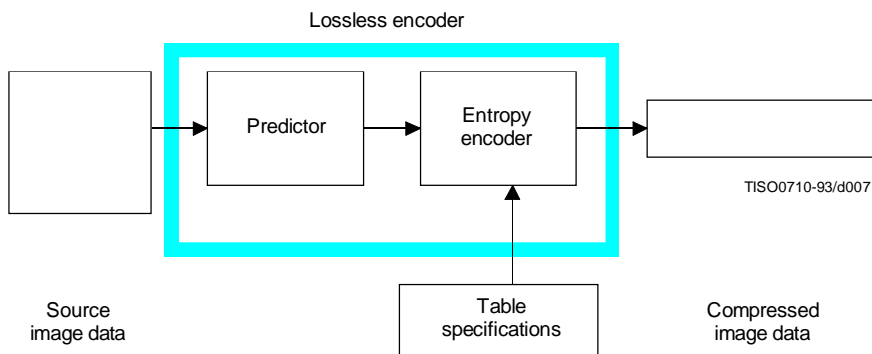 Lossless encoder
Predictor
Entropy
encoder
TISO0710-93/d007
Source
image data
Table
specifications
Compressed
image data